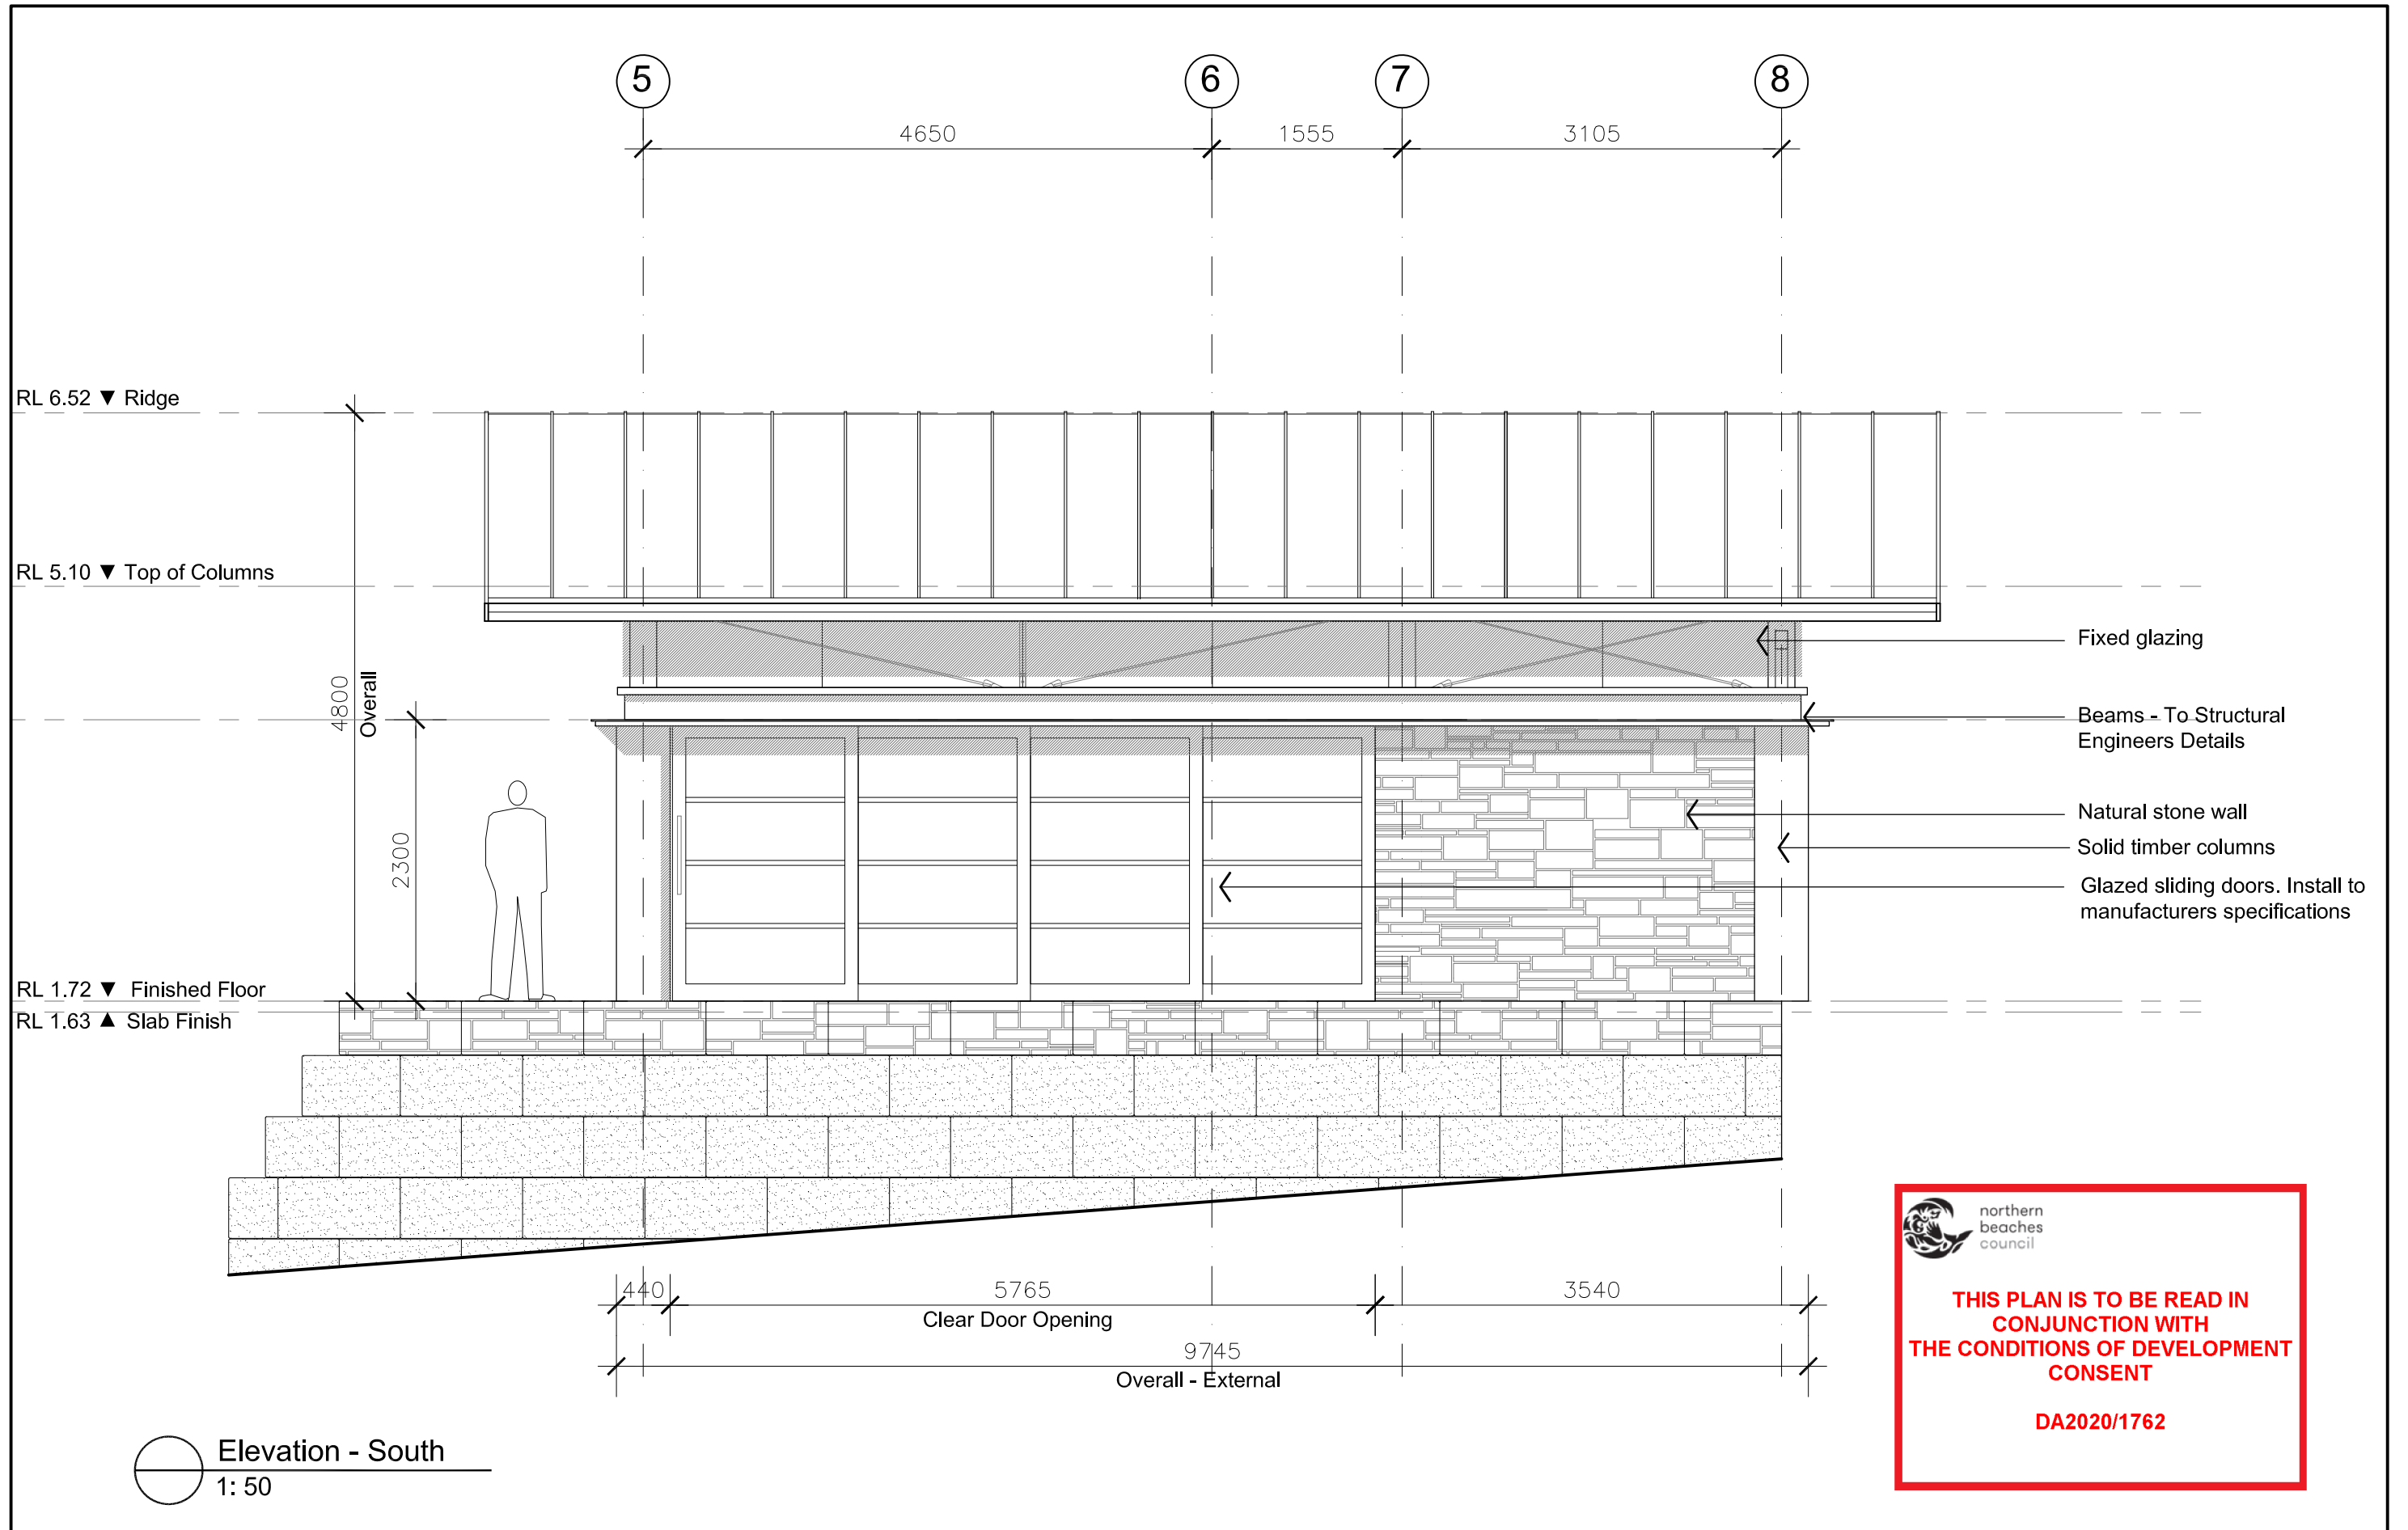 5 6 7 8
4650 1555 3105
RL 6.52 ▼ Ridge
RL 5.10 ▼ Top of Columns
Fixed glazing
4800
Overall
Beams - To Structural
Engineers Details
2300
Natural stone wall
Solid timber columns
Glazed sliding doors. Install to
manufacturers specifications
RL 1.72 ▼ Finished Floor
RL 1.63 ▲ Slab Finish
440 5765 3540
Clear Door Opening
9745
Overall - External
northern
beaches
council
THIS PLAN IS TO BE READ IN
CONJUNCTION WITH
THE CONDITIONS OF DEVELOPMENT
CONSENT
DA2020/1762
Elevation - South
1: 50